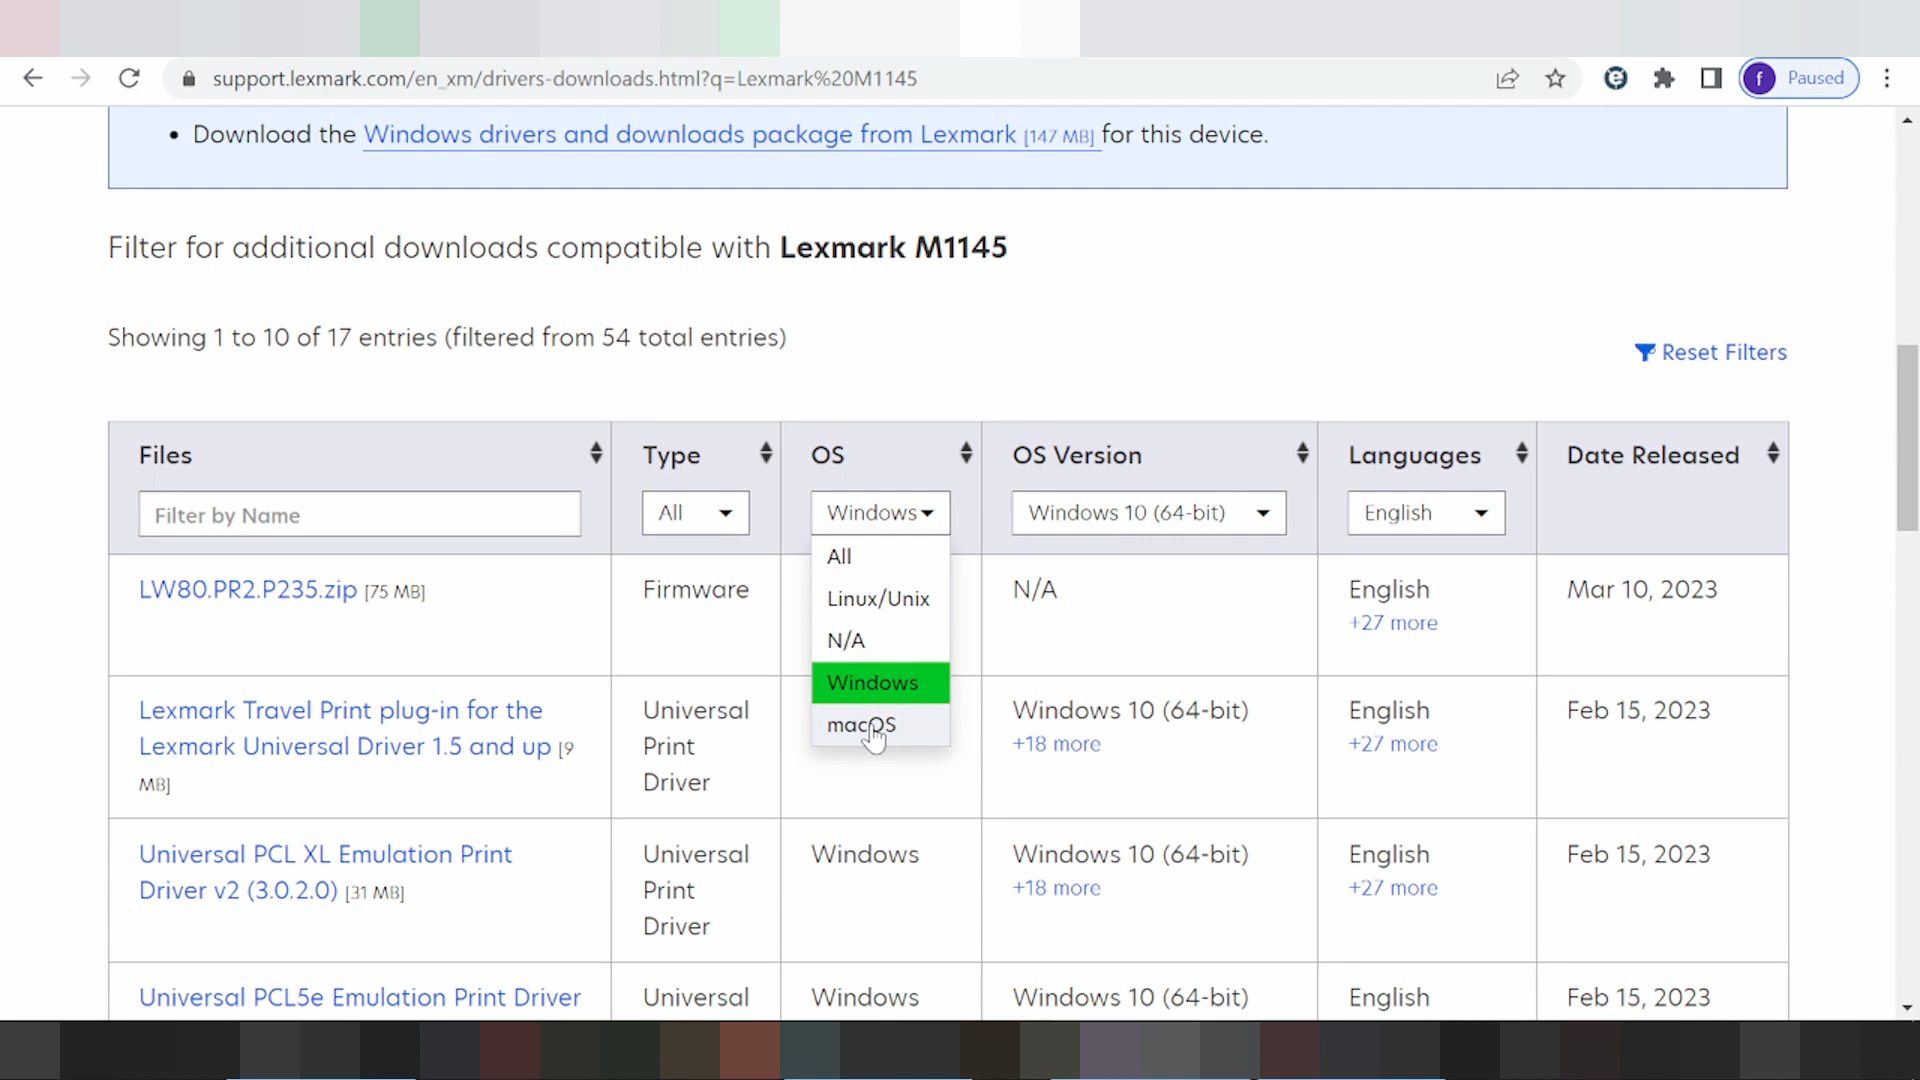 support.lexmark.com/en_xm/drivers-downloads.html?q=Lexmark%20M1145
f Paused
• Download the Windows drivers and downloads package from Lexmark [147 MB] for this device.
Filter for additional downloads compatible with Lexmark M1145
Showing 1 to 10 of 17 entries (filtered from 54 total entries)
Reset Filters
Files Type OS OS Version Languages Date Released
Filter by Name All Windows Windows 10 (64-bit) English
All
Linux/Unix
N/A
Windows
macOS
LW80.PR2.P235.zip [75 MB] Firmware N/A English Mar 10, 2023
+27 more
Lexmark Travel Print plug-in for the Universal Windows 10 (64-bit) English Feb 15, 2023
Lexmark Universal Driver 1.5 and up [9 Print +18 more +27 more
MB] Driver
Universal PCL XL Emulation Print Universal Windows Windows 10 (64-bit) English Feb 15, 2023
Driver v2 (3.0.2.0) [31 MB] Print +18 more +27 more
Driver
Universal PCL5e Emulation Print Driver Universal Windows Windows 10 (64-bit) English Feb 15, 2023